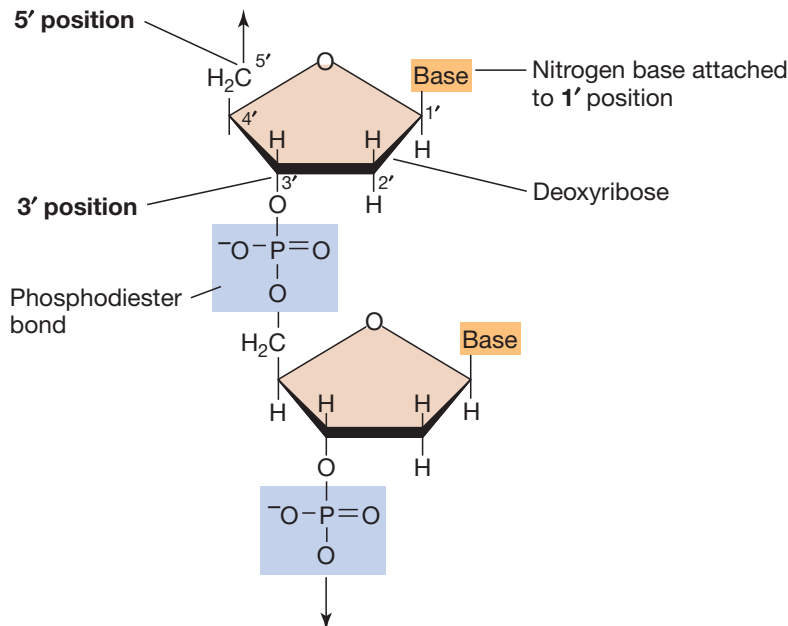 5′ position
5′
O
H₂C
Base
Nitrogen base attached
to 1′ position
4′
1′
H
H
H
3′
2′
Deoxyribose
3′ position
O
H
⁻O–P=O
Phosphodiester
bond
O
O
H₂C
Base
H
H
H
H
O
H
⁻O–P=O
O